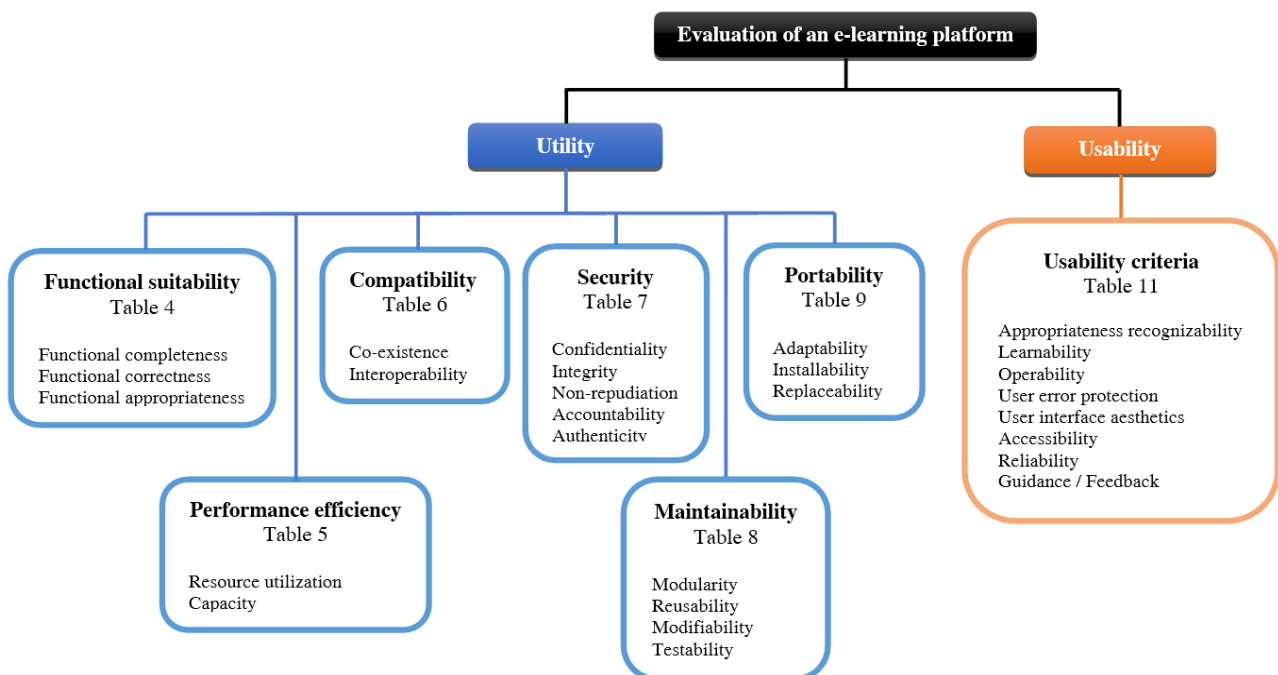 Evaluation of an e-learning platform
Utility
Usability
Functional suitability
Table 4
Functional completeness
Functional correctness
Functional appropriateness
Compatibility
Table 6
Co-existence
Interoperability
Security
Table 7
Confidentiality
Integrity
Non-repudiation
Accountability
Authenticity
Portability
Table 9
Adaptability
Installability
Replaceability
Usability criteria
Table 11
Appropriateness recognizability
Learnability
Operability
User error protection
User interface aesthetics
Accessibility
Reliability
Guidance / Feedback
Performance efficiency
Table 5
Resource utilization
Capacity
Maintainability
Table 8
Modularity
Reusability
Modifiability
Testability